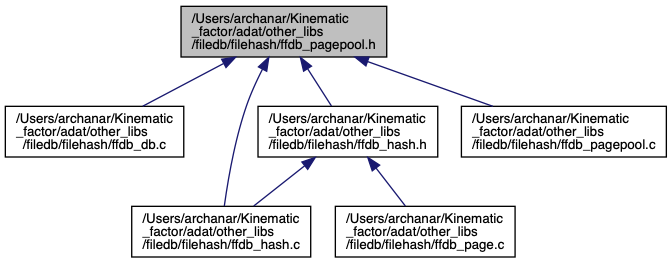 /Users/archanar/Kinematic
_factor/adat/other_libs
/filedb/filehash/ffdb_pagepool.h
/Users/archanar/Kinematic
_factor/adat/other_libs
/filedb/filehash/ffdb_db.c
/Users/archanar/Kinematic
_factor/adat/other_libs
/filedb/filehash/ffdb_hash.h
/Users/archanar/Kinematic
_factor/adat/other_libs
/filedb/filehash/ffdb_pagepool.c
/Users/archanar/Kinematic
_factor/adat/other_libs
/filedb/filehash/ffdb_hash.c
/Users/archanar/Kinematic
_factor/adat/other_libs
/filedb/filehash/ffdb_page.c